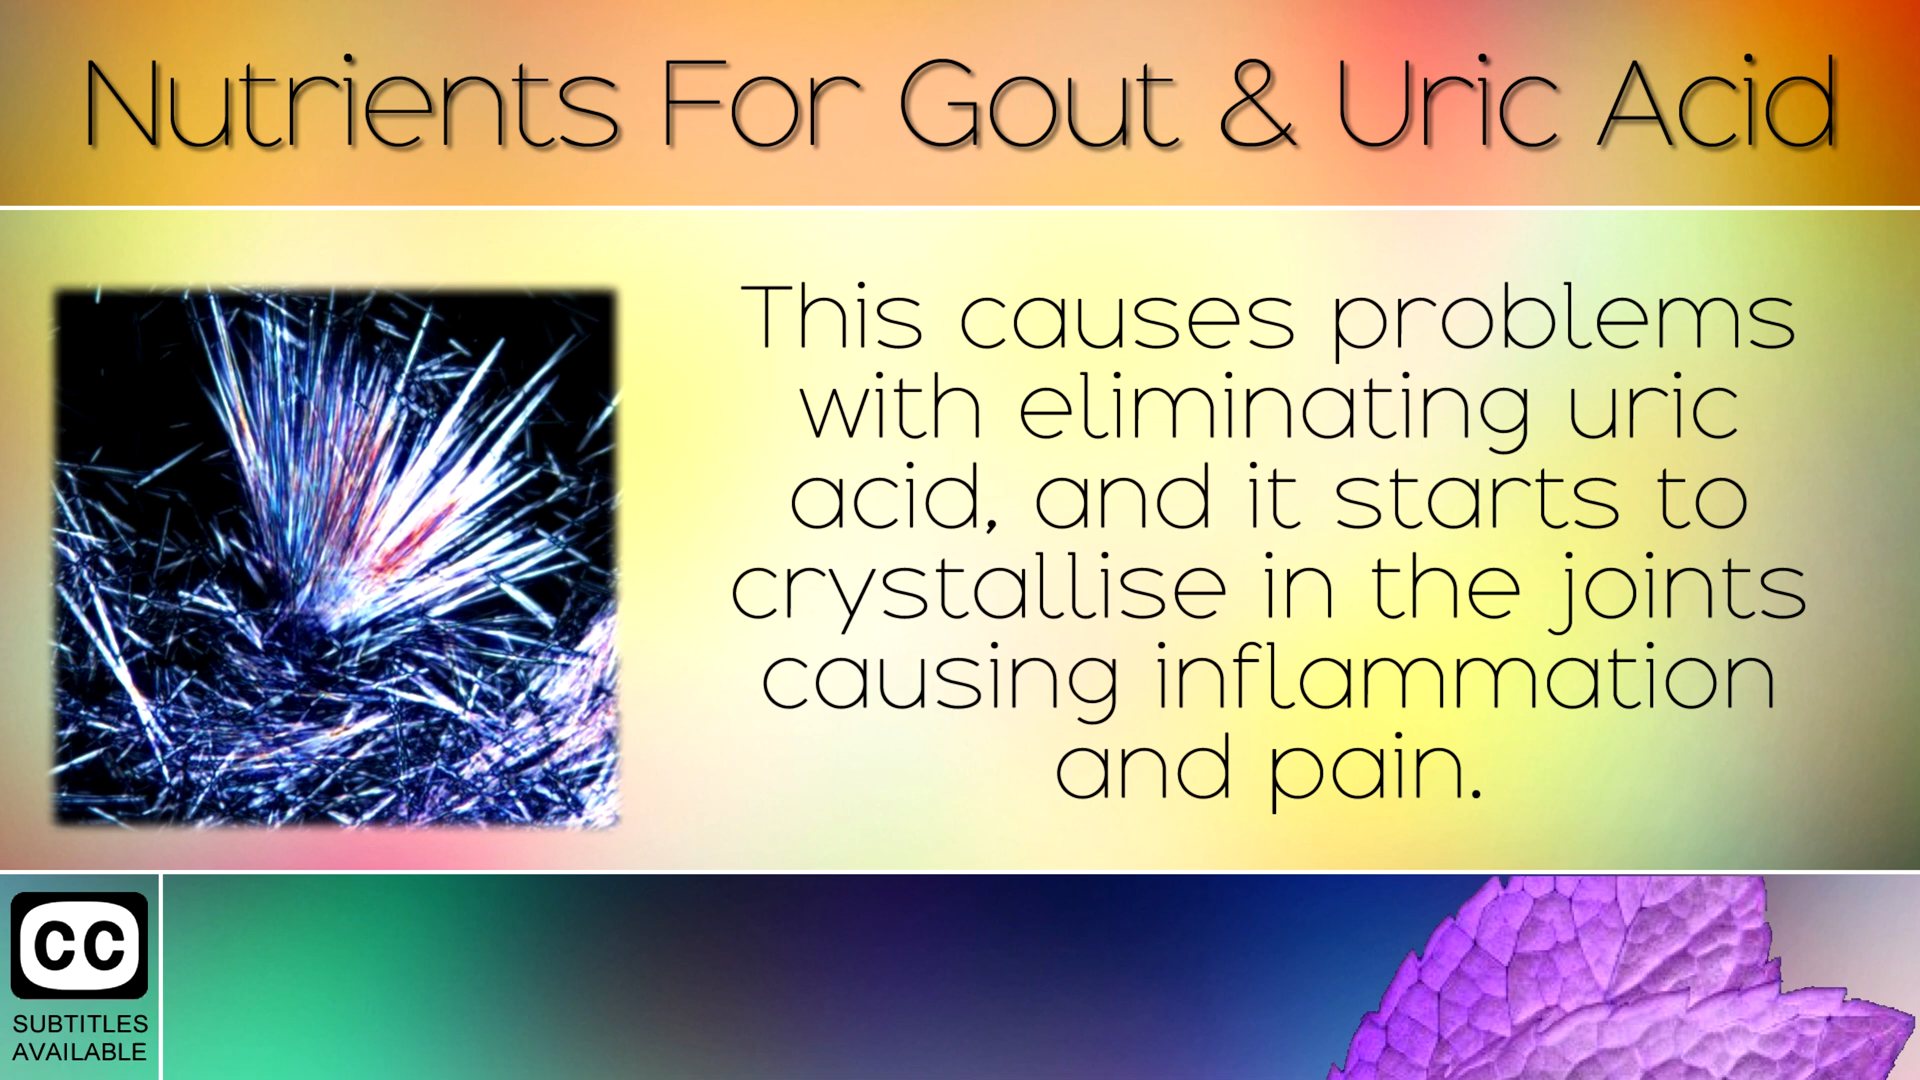 Nutrients For Gout & Uric Acid
This causes problems
with eliminating uric
acid, and it starts to
crystallise in the joints
causing inflammation
and pain.
CC
SUBTITLES
AVAILABLE